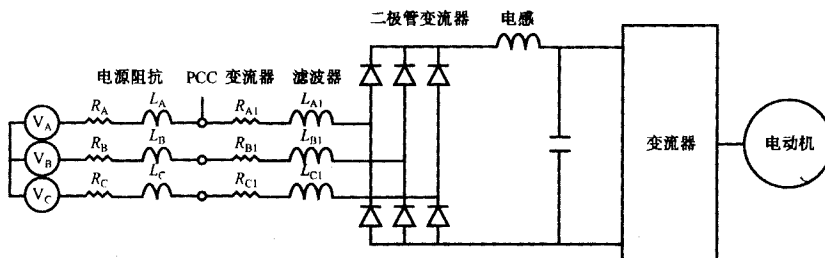 二极管变流器 电感
电源阻抗 PCC 变流器 滤波器
R_A L_A R_A1 L_A1
V_A
R_B L_B R_B1 L_B1
V_B
R_C L_C R_C1 L_C1
V_C
变流器
电动机